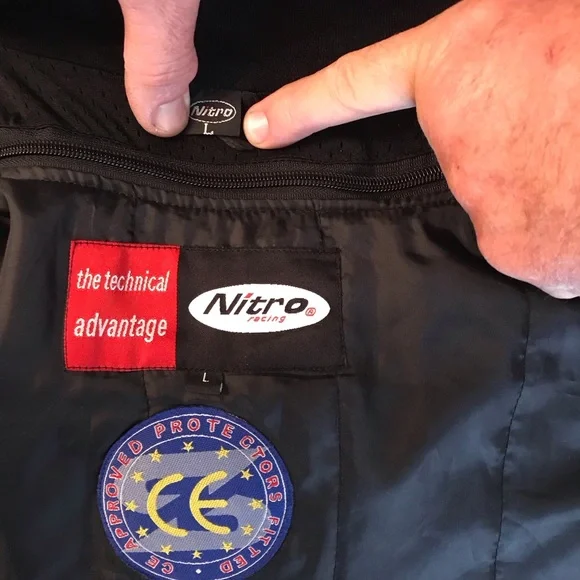 Nitro
L
the technical
advantage
Nitro®
racing
L
CE APPROVED PROTECTORS FITTED
CE